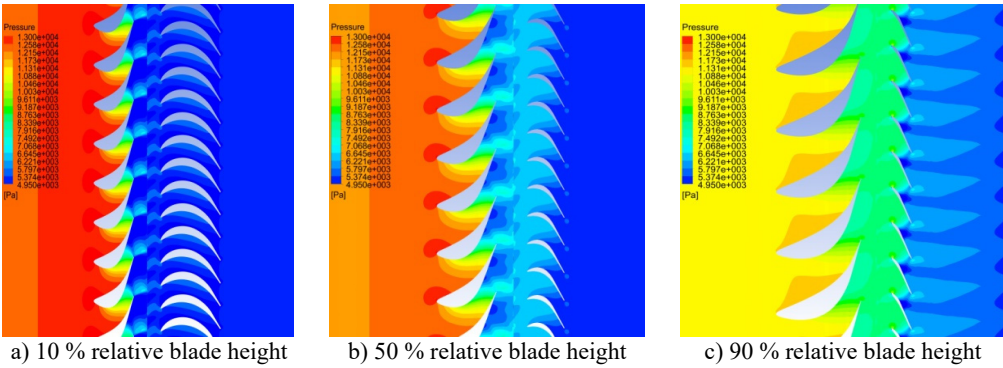 Pressure
1.300e+004
1.258e+004
1.215e+004
1.173e+004
1.131e+004
1.088e+004
1.046e+004
1.003e+004
9.611e+003
9.187e+003
8.763e+003
8.339e+003
7.916e+003
7.492e+003
7.068e+003
6.645e+003
6.221e+003
5.797e+003
5.374e+003
4.950e+003
[Pa]
a) 10 % relative blade height
Pressure
1.300e+004
1.258e+004
1.215e+004
1.173e+004
1.131e+004
1.088e+004
1.046e+004
1.003e+004
9.611e+003
9.187e+003
8.763e+003
8.339e+003
7.916e+003
7.492e+003
7.068e+003
6.645e+003
6.221e+003
5.797e+003
5.374e+003
4.950e+003
[Pa]
b) 50 % relative blade height
Pressure
1.300e+004
1.258e+004
1.215e+004
1.173e+004
1.131e+004
1.088e+004
1.046e+004
1.003e+004
9.611e+003
9.187e+003
8.763e+003
8.339e+003
7.916e+003
7.492e+003
7.068e+003
6.645e+003
6.221e+003
5.797e+003
5.374e+003
4.950e+003
[Pa]
c) 90 % relative blade height